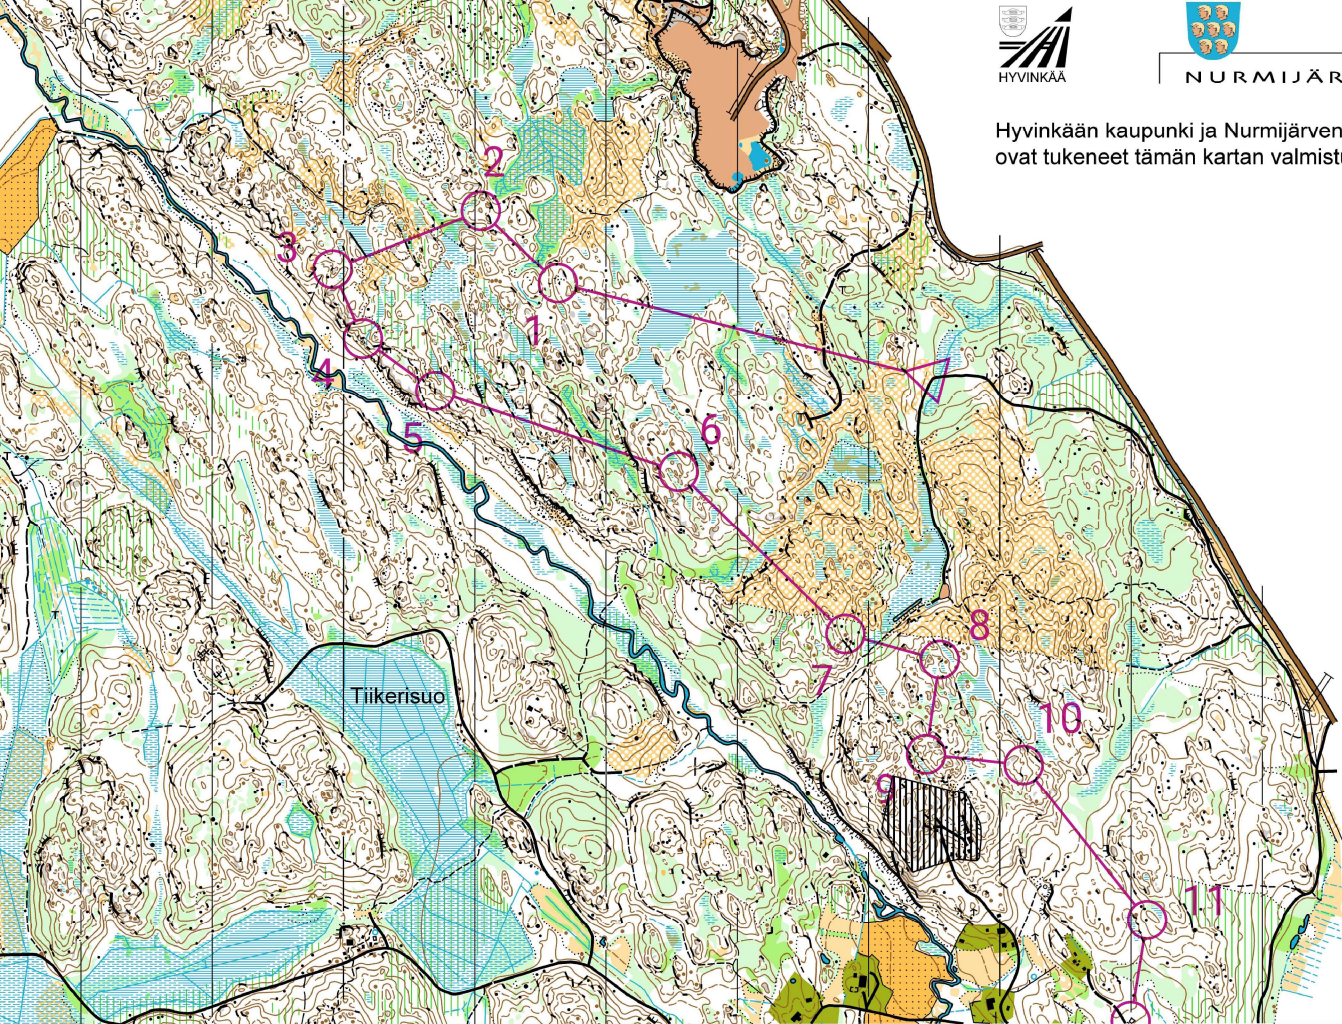 HYVINKÄÄ
NURMIJÄR
Hyvinkään kaupunki ja Nurmijärven
ovat tukeneet tämän kartan valmistu
2
3
1
4
5
6
7
8
10
9
11
Tiikerisuo